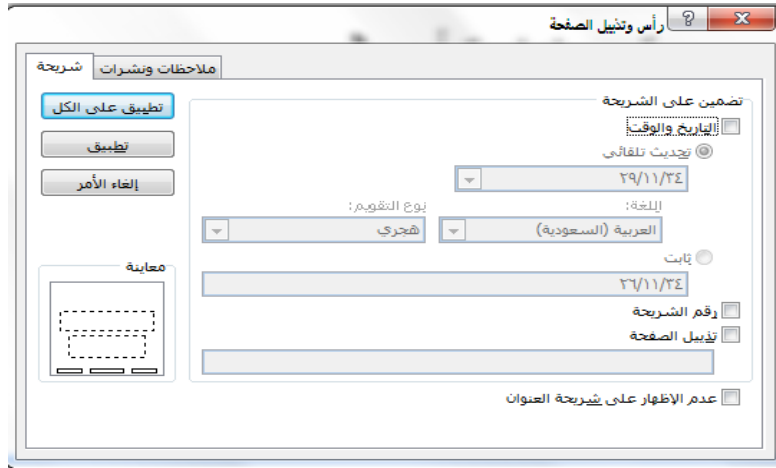 رأس وتذييل الصفحة
شريحة
ملاحظات ونشرات
تضمين على الشريحة
التاريخ والوقت
تحديث تلقائي
٢٩/١١/٣٤
اللغة:
نوع التقويم:
العربية (السعودية)
هجري
ثابت
٢٦/١١/٣٤
رقم الشريحة
تذييل الصفحة
عدم الإظهار على شريحة العنوان
تطبيق على الكل
تطبيق
إلغاء الأمر
معاينة